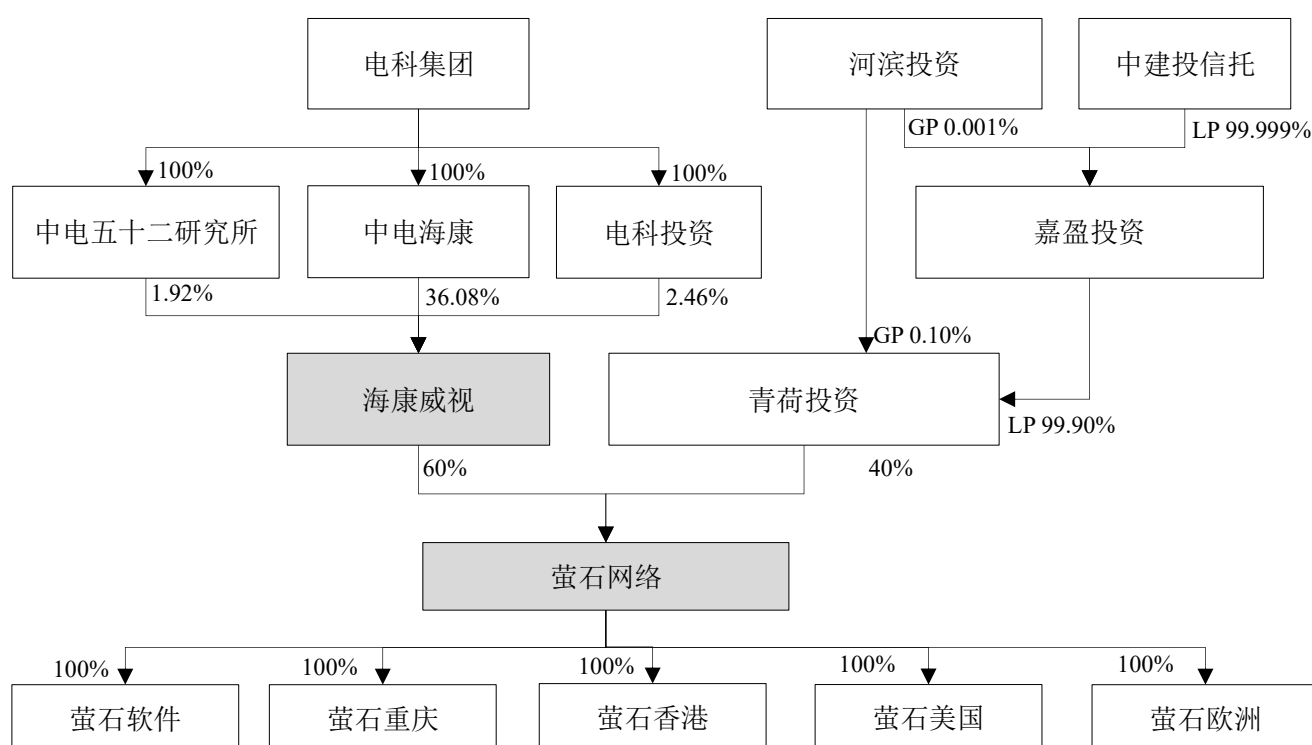 电科集团
河滨投资
中建投信托
GP 0.001%
LP 99.999%
100%
100%
100%
中电五十二研究所
中电海康
电科投资
嘉盈投资
1.92%
36.08%
2.46%
GP 0.10%
海康威视
青荷投资
LP 99.90%
60%
40%
萤石网络
100%
100%
100%
100%
100%
萤石软件
萤石重庆
萤石香港
萤石美国
萤石欧洲